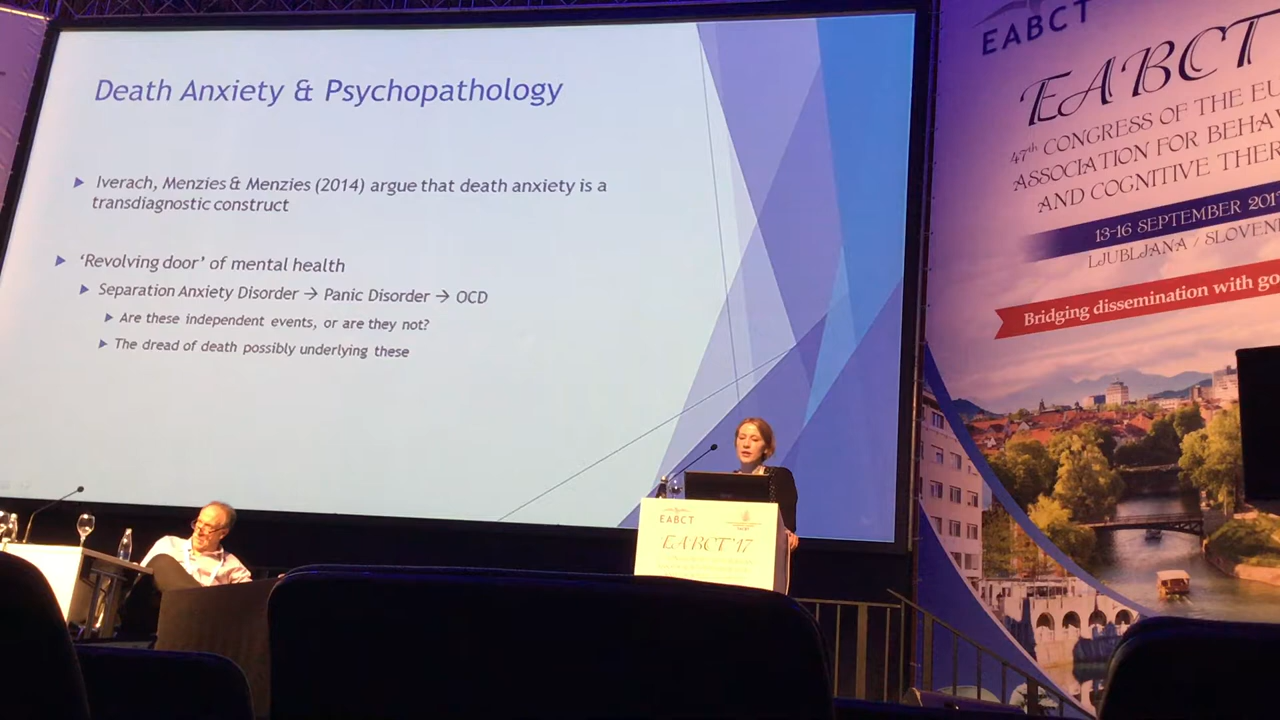 Death Anxiety & Psychopathology
Iverach, Menzies & Menzies (2014) argue that death anxiety is a
transdiagnostic construct
‘Revolving door’ of mental health
Separation Anxiety Disorder → Panic Disorder → OCD
Are these independent events, or are they not?
The dread of death possibly underlying these
EABCT
EABCT
47th CONGRESS OF THE EU
ASSOCIATION FOR BEHAV
AND COGNITIVE THER
13-16 SEPTEMBER 201
LJUBLJANA / SLOVEN
Bridging dissemination with go
EABCT
EABCT'17